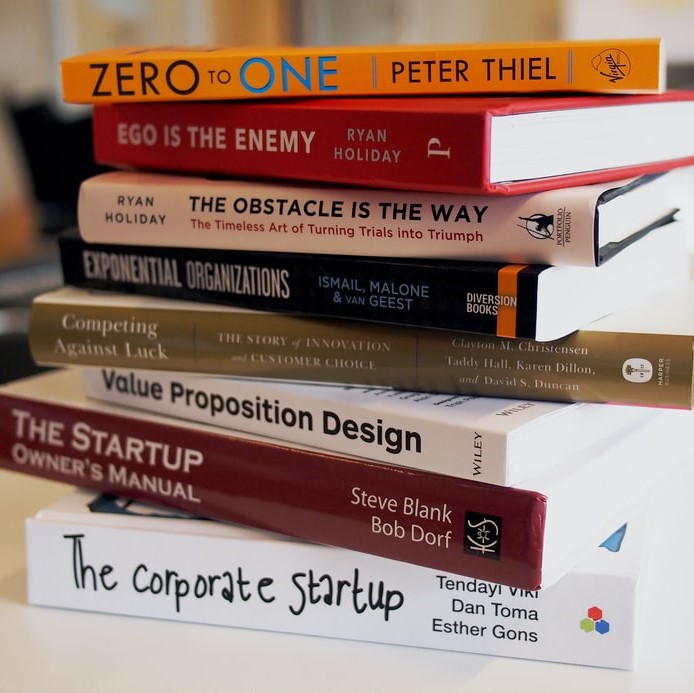 ZERO TO ONE | PETER THIEL |
Virgin
EGO IS THE ENEMY
RYAN
HOLIDAY
P
RYAN
HOLIDAY
THE OBSTACLE IS THE WAY
The Timeless Art of Turning Trials into Triumph
PORTFOLIO
PENGUIN
EXPONENTIAL ORGANIZATIONS
ISMAIL, MALONE
& VAN GEEST
DIVERSION
BOOKS
Competing
Against Luck
THE STORY of INNOVATION
and CUSTOMER CHOICE
Clayton M. Christensen
Taddy Hall, Karen Dillon,
and David S. Duncan
HARPER
BUSINESS
Value Proposition Design
WILEY
WILEY
THE STARTUP
OWNER'S MANUAL
Steve Blank
Bob Dorf
K&S
The corporate startup
Tendayi Viki
Dan Toma
Esther Gons